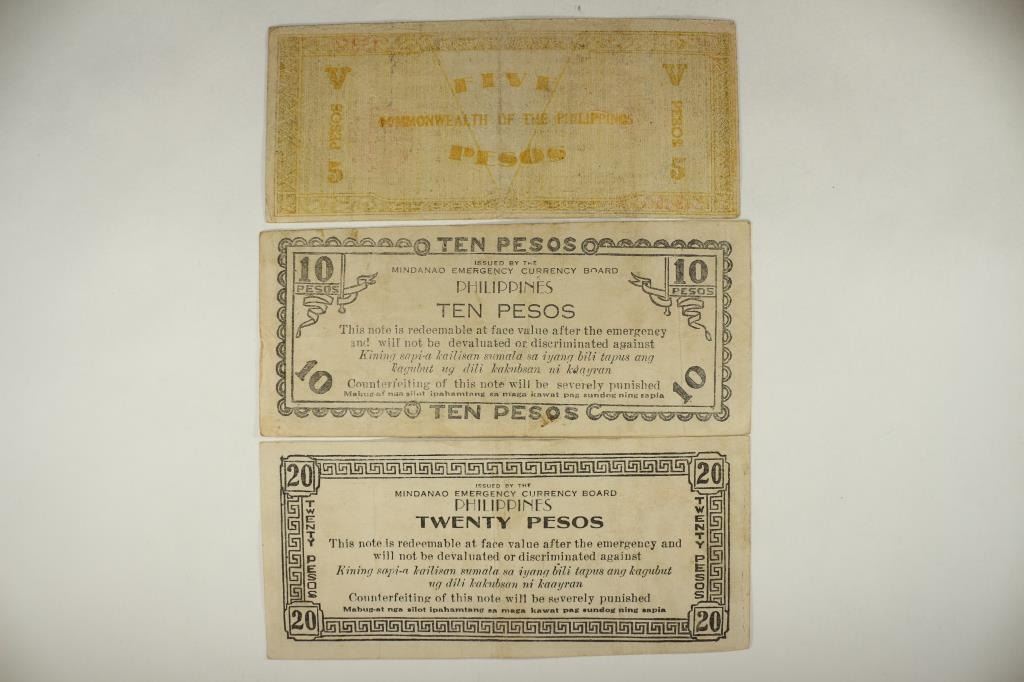 V FIVE V
5 PESOS COMMONWEALTH OF THE PHILIPPINES PESOS 5
PESOS
TEN PESOS
10 PESOS 10 PESOS
ISSUED BY THE
MINDANAO EMERGENCY CURRENCY BOARD
PHILIPPINES
TEN PESOS
This note is redeemable at face value after the emergency
and will not be devaluated or discriminated against
Kining sapi-a kailisan sumala sa iyang bili tapus ang
kagubut ug dili kakubsan ni kaayran
10 10
Counterfeiting of this note will be severely punished
Mabug-at nga silot ipahamtang sa maga kawat pag sundog ning sapia
TEN PESOS
20 20
ISSUED BY THE
MINDANAO EMERGENCY CURRENCY BOARD
PHILIPPINES
TWENTY PESOS
TWENTY PESOS TWENTY PESOS
This note is redeemable at face value after the emergency and
will not be devaluated or discriminated against
Kining sapi-a kailisan sumala sa iyang bili tapus ang kagubut
ug dili kakubsan ni kaayran
Counterfeiting of this note will be severely punished
Mabug-at nga silot ipahamtang sa maga kawat pag sundog ning sapia
20 20